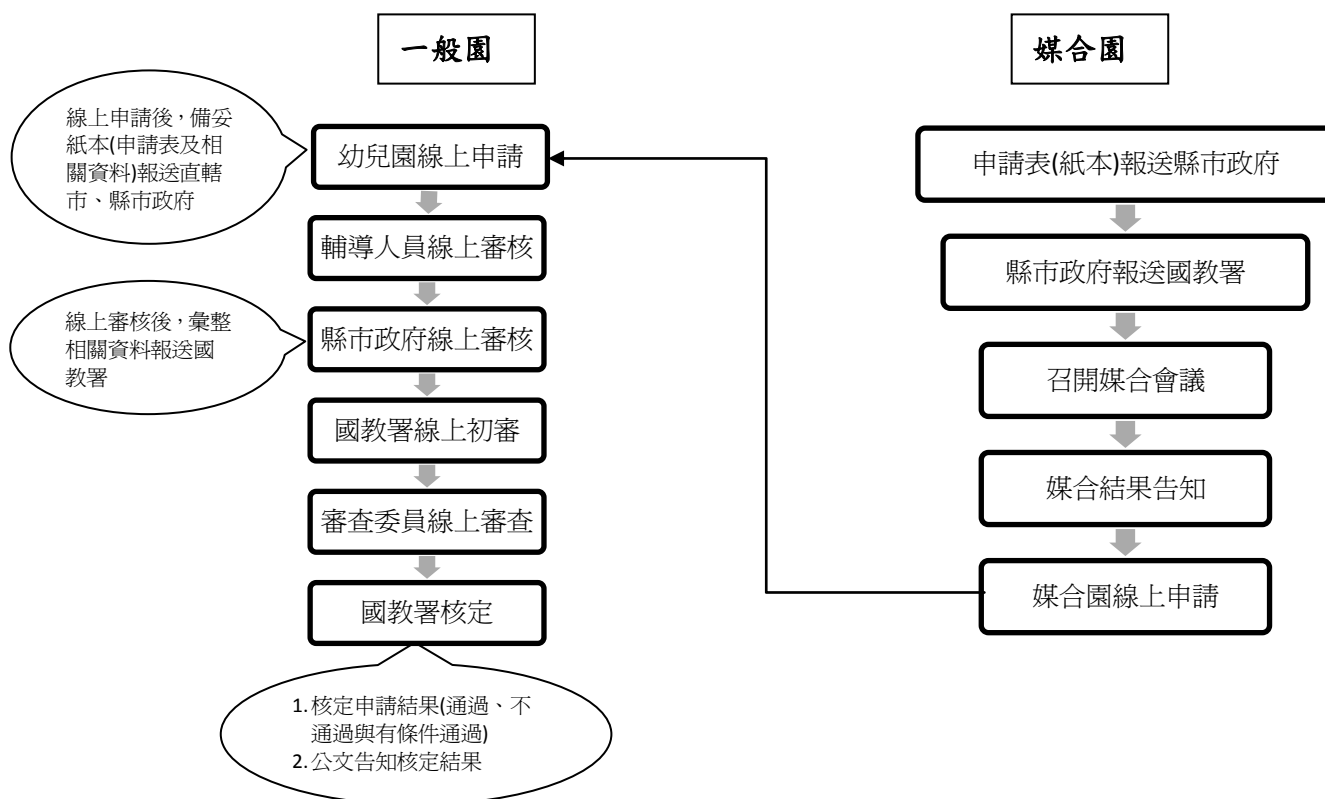 一般園
線上申請後，備妥
紙本(申請表及相
關資料)報送直轄
市、縣市政府
幼兒園線上申請
輔導人員線上審核
線上審核後，彙整
相關資料報送國
教署
縣市政府線上審核
國教署線上初審
審查委員線上審查
國教署核定
1.核定申請結果(通過、不
通過與有條件通過)
2.公文告知核定結果
媒合園
申請表(紙本)報送縣市政府
縣市政府報送國教署
召開媒合會議
媒合結果告知
媒合園線上申請